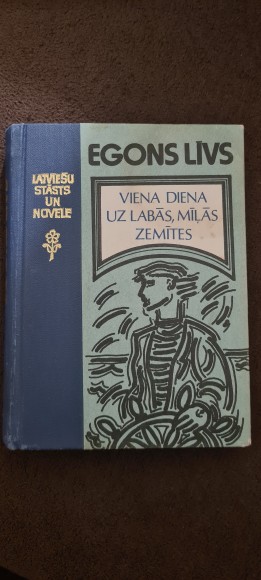 LATVIEŠU
STĀSTS
UN
NOVELE
EGONS LĪVS
VIENA DIENA
UZ LABĀS, MĪĻĀS
ZEMĪTES